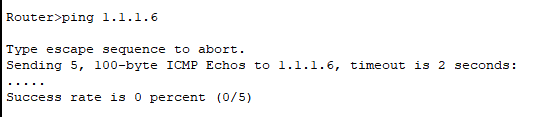 Router>ping 1.1.1.6
Type escape sequence to abort.
Sending 5, 100-byte ICMP Echos to 1.1.1.6, timeout is 2 seconds:
.....
Success rate is 0 percent (0/5)